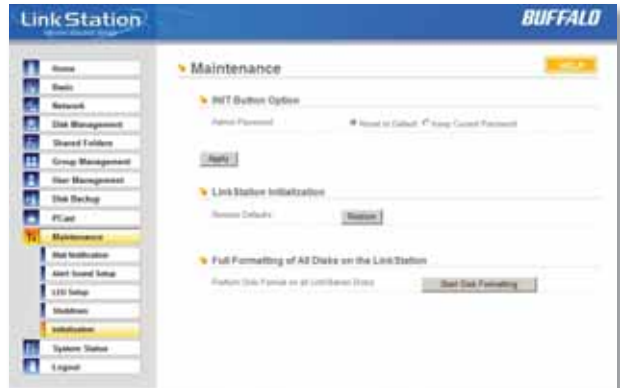 LinkStation
BUFFALO
Home
Basic
Network
Disk Management
Shared Folders
Group Management
User Management
Disk Backup
PCast
Maintenance
Mail Notification
Alert Sound Setup
LED Setup
Shutdown
Initialization
System Status
Logout
Maintenance
HELP
INIT Button Option
Admin Password
Reset to Default
Keep Current Password
Apply
LinkStation Initialization
Restore Defaults
Restore
Full Formatting of All Disks on the LinkStation
Perform Disk Format on all LinkStation Disks
Start Disk Formatting